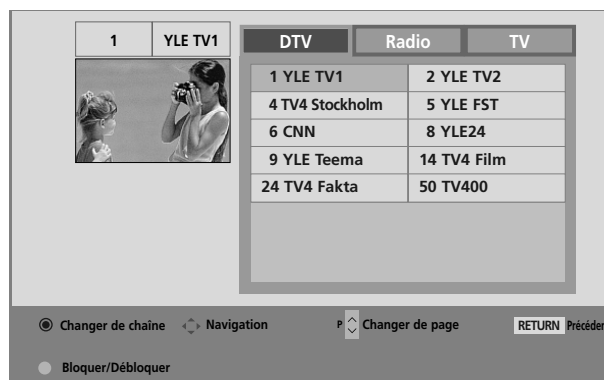 1 YLE TV1 DTV Radio TV
1 YLE TV1 2 YLE TV2
4 TV4 Stockholm 5 YLE FST
6 CNN 8 YLE24
9 YLE Teema 14 TV4 Film
24 TV4 Fakta 50 TV400
Changer de chaîne Navigation P Changer de page RETURN Précéden
Bloquer/Débloquer